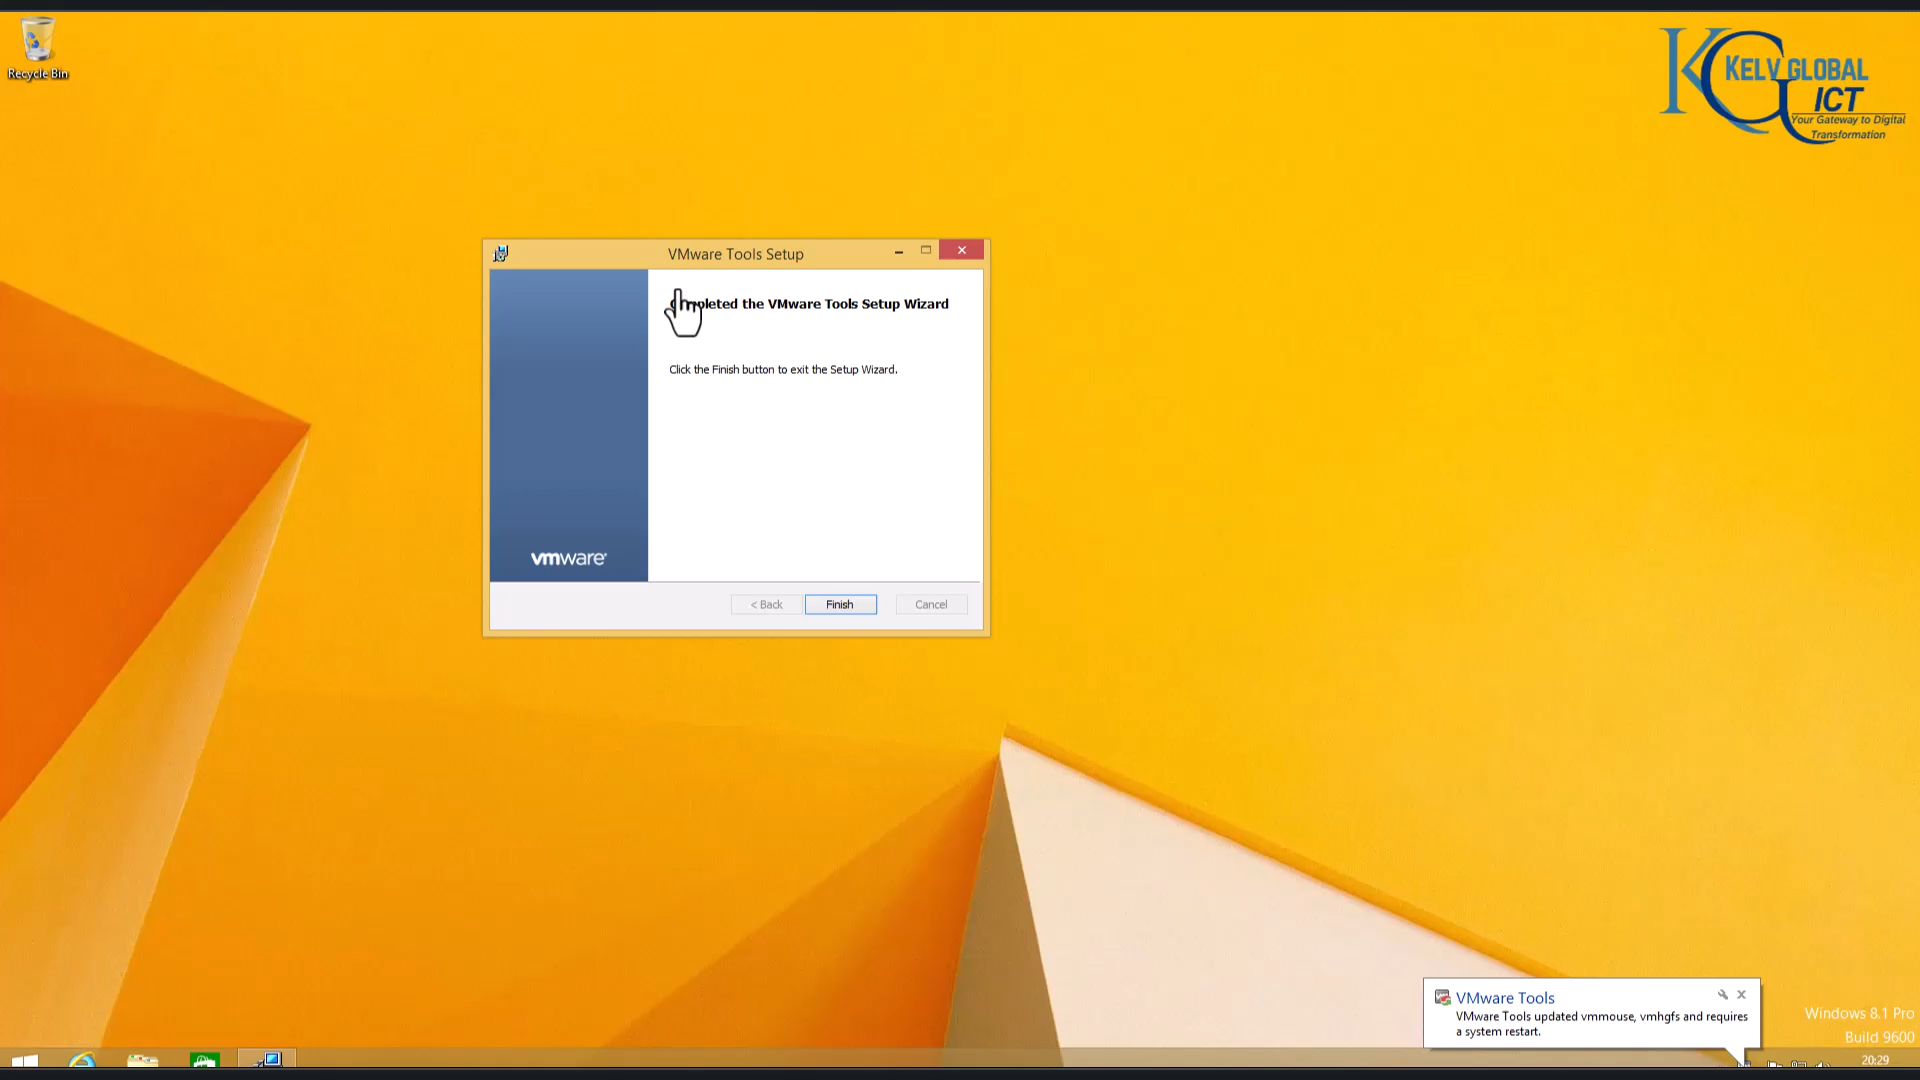 Recycle Bin
KELV GLOBAL
ICT
Your Gateway to Digital
Transformation
VMware Tools Setup
the VMware Tools Setup Wizard
Click the Finish button to exit the Setup Wizard.
vmware
< Back
Finish
Cancel
VMware Tools
VMware Tools updated vmmouse, vmhgfs and requires
a system restart.
Windows 8.1 Pro
Build 9600
20:29